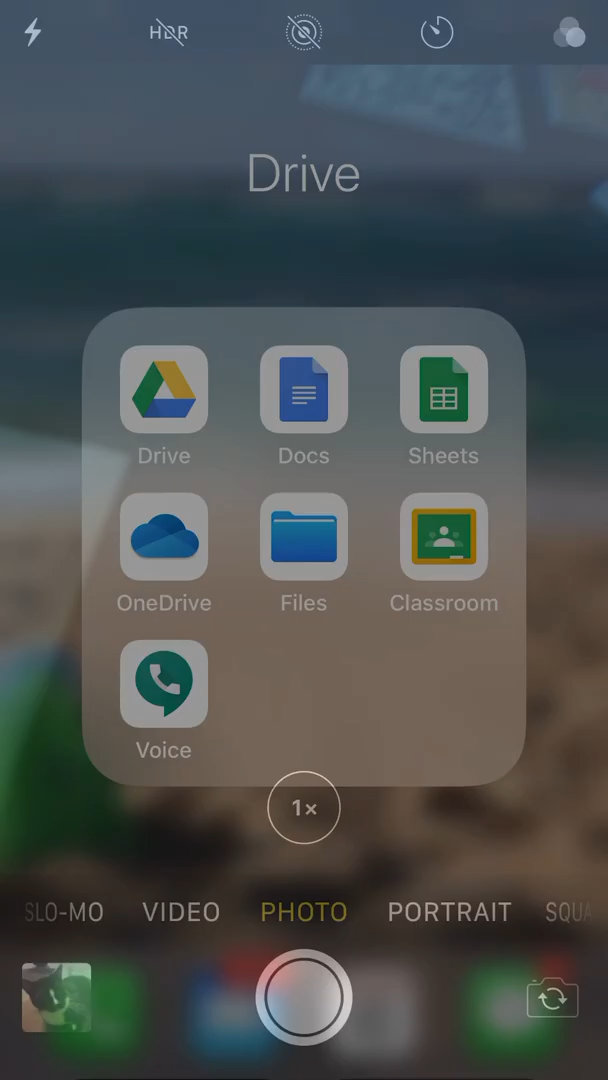 HDR
Drive
Drive Docs Sheets
OneDrive Files Classroom
Voice
1×
SLO-MO VIDEO PHOTO PORTRAIT SQUA